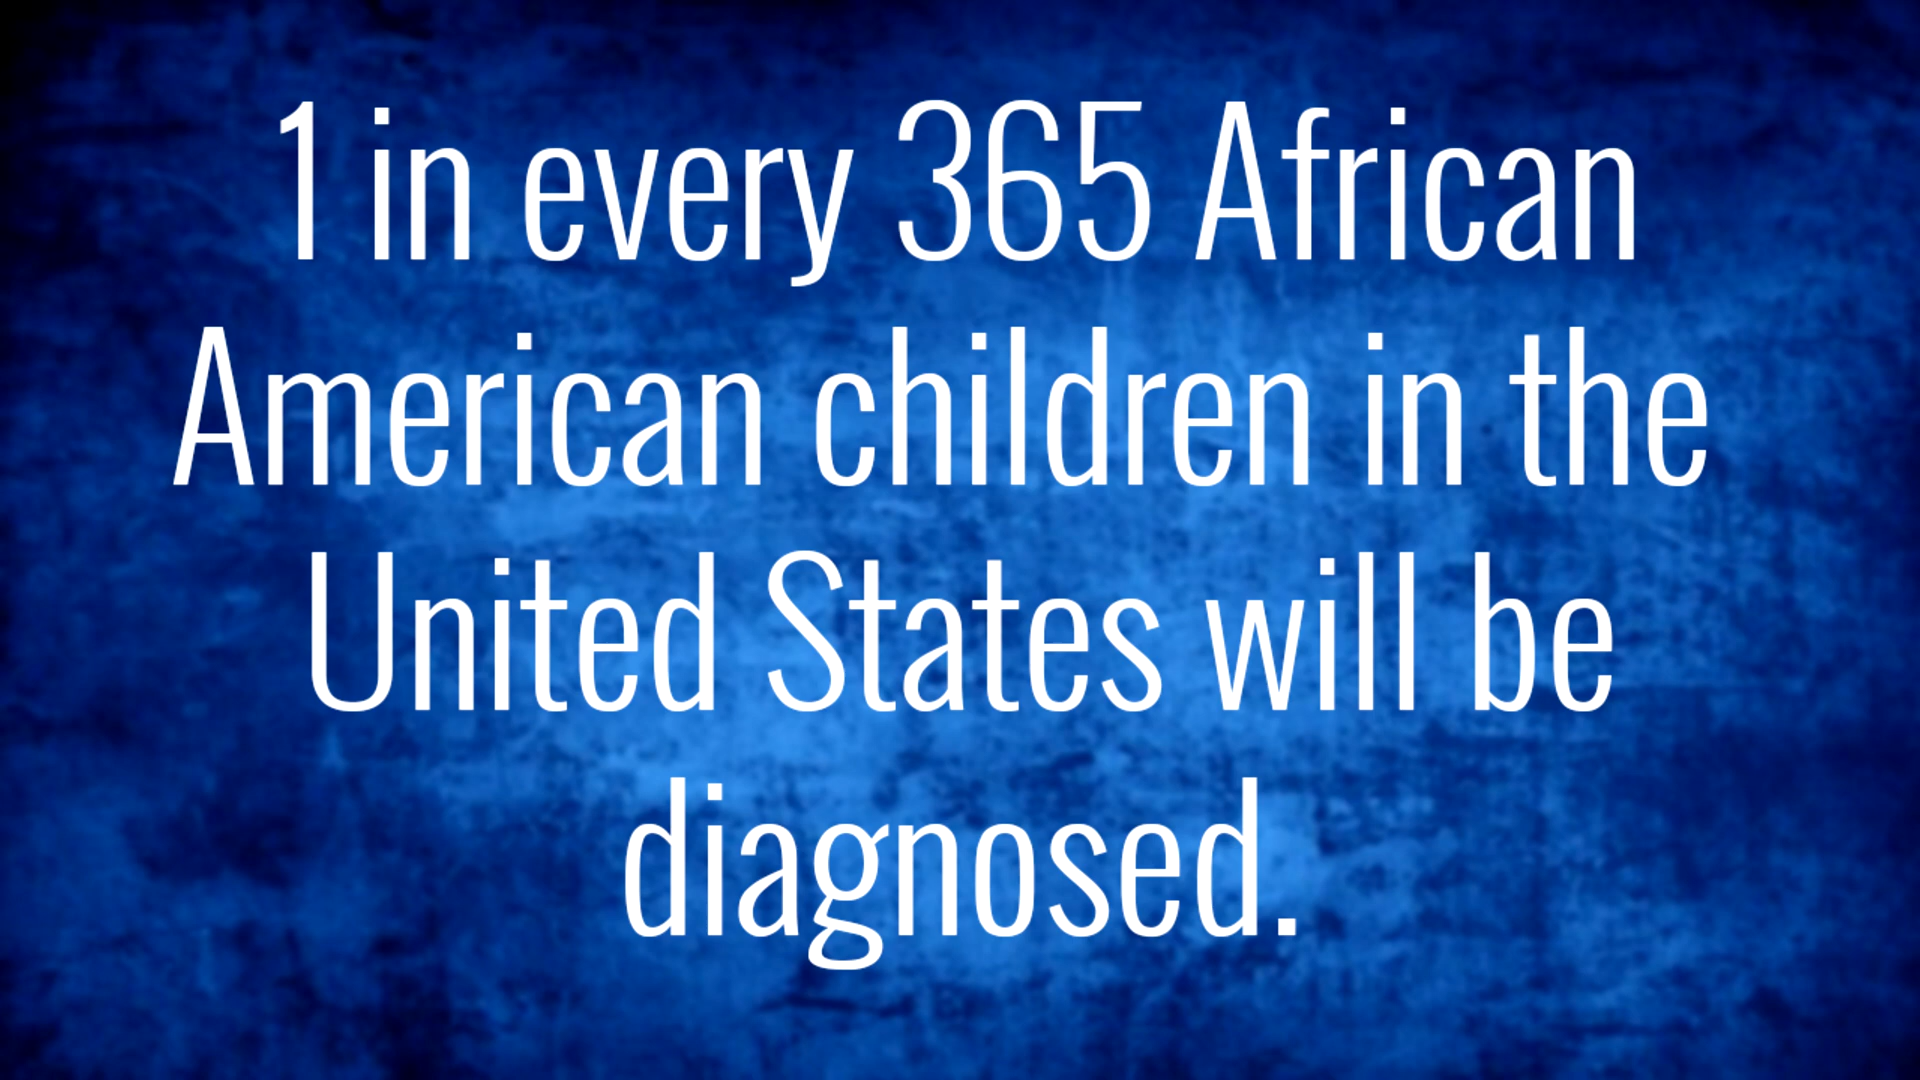 1 in every 365 African
American children in the
United States will be
diagnosed.